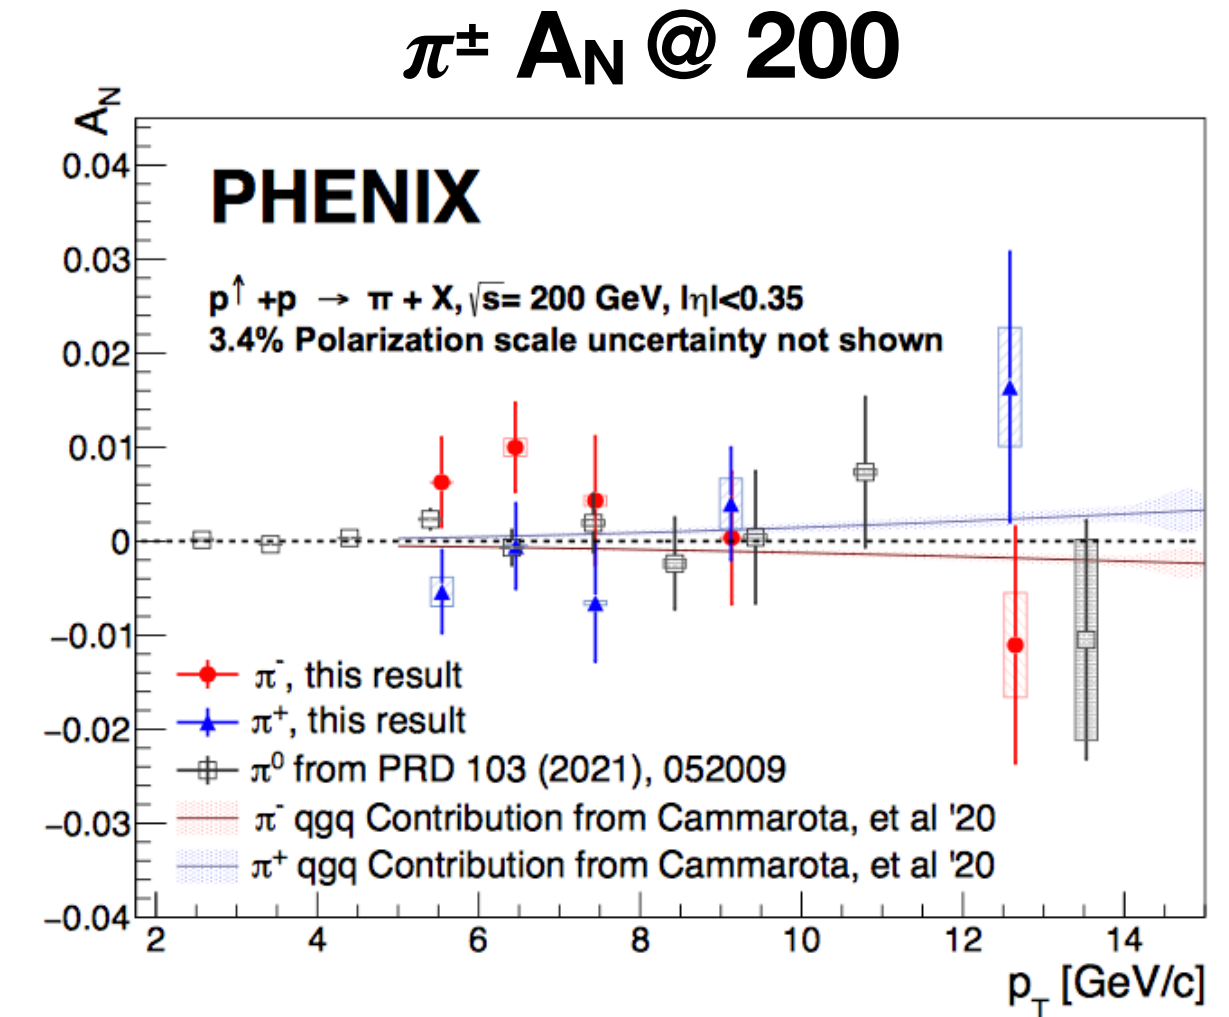 π± AN @ 200
AN
0.04
0.03
0.02
0.01
0
−0.01
−0.02
−0.03
−0.04
PHENIX
p↑ +p → π + X, √s= 200 GeV, |η|<0.35
3.4% Polarization scale uncertainty not shown
π-, this result
π+, this result
π0 from PRD 103 (2021), 052009
π- qgq Contribution from Cammarota, et al '20
π+ qgq Contribution from Cammarota, et al '20
2 4 6 8 10 12 14
pT [GeV/c]